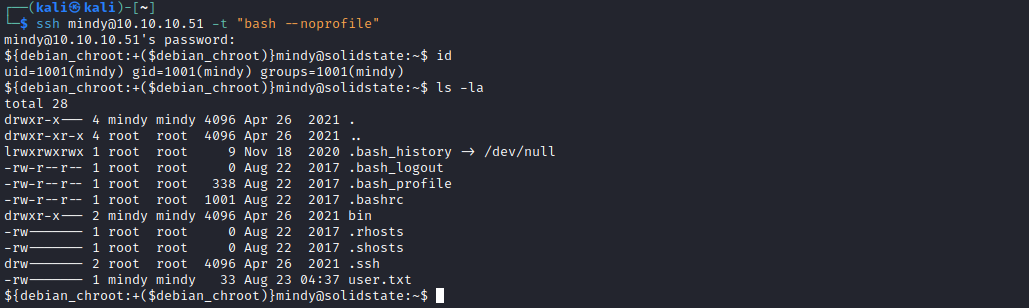 ┌──(kali㉿kali)-[~]
└─$ ssh mindy@10.10.10.51 -t "bash --noprofile"
mindy@10.10.10.51's password:
${debian_chroot:+($debian_chroot)}mindy@solidstate:~$ id
uid=1001(mindy) gid=1001(mindy) groups=1001(mindy)
${debian_chroot:+($debian_chroot)}mindy@solidstate:~$ ls -la
total 28
drwxr-x--- 4 mindy mindy 4096 Apr 26  2021 .
drwxr-xr-x 4 root  root  4096 Apr 26  2021 ..
lrwxrwxrwx 1 root  root     9 Nov 18  2020 .bash_history -> /dev/null
-rw-r--r-- 1 root  root     0 Aug 22  2017 .bash_logout
-rw-r--r-- 1 root  root   338 Aug 22  2017 .bash_profile
-rw-r--r-- 1 root  root  1001 Aug 22  2017 .bashrc
drwxr-x--- 2 mindy mindy 4096 Apr 26  2021 bin
-rw------- 1 root  root     0 Aug 22  2017 .rhosts
-rw------- 1 root  root     0 Aug 22  2017 .shosts
drw------- 2 root  root  4096 Apr 26  2021 .ssh
-rw------- 1 mindy mindy   33 Aug 23 04:37 user.txt
${debian_chroot:+($debian_chroot)}mindy@solidstate:~$